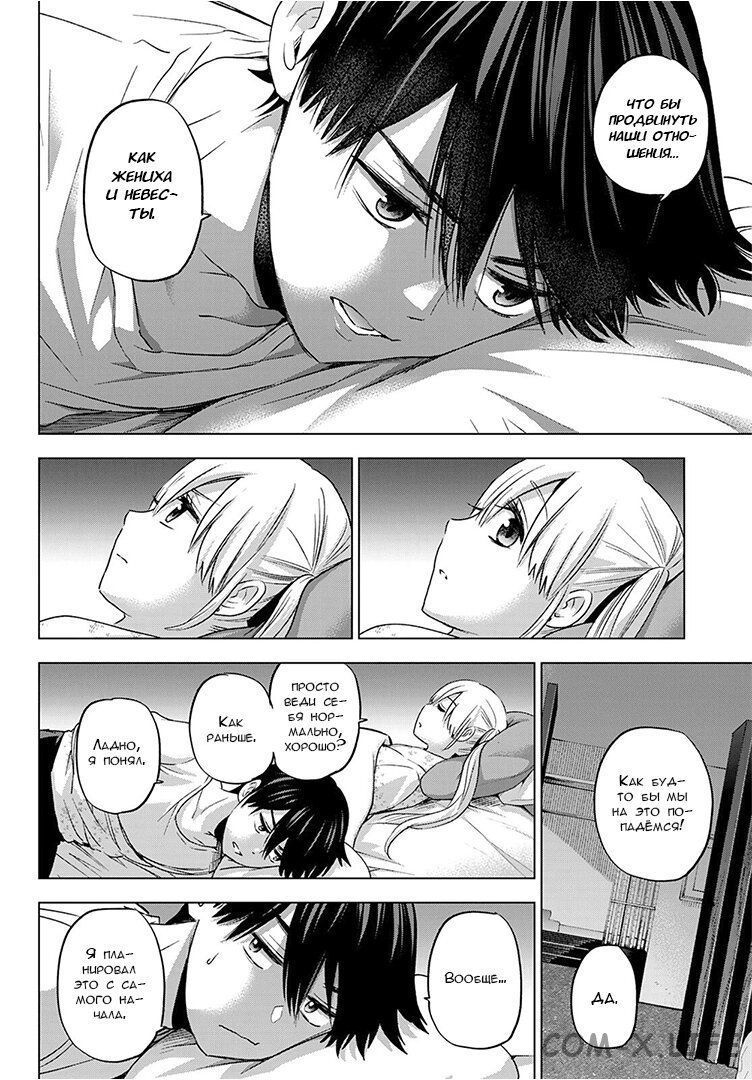 ЧТО БЫ
ПРОДВИНУТЬ
НАШИ ОТНО-
ШЕНИЯ...
КАК
ЖЕНИХА
И НЕВЕС-
ТЫ.
КАК БУД-
ТО БЫ МЫ
НА ЭТО ПО-
ПАДЁМСЯ!
ДА.
ПРОСТО
ВЕДИ СЕ-
БЯ НОР-
МАЛЬНО,
ХОРОШО?
КАК
РАНЬШЕ.
ЛАДНО,
Я ПОНЯЛ.
ВООБЩЕ...
Я ПЛА-
НИРОВАЛ
ЭТО С СА-
МОГО НА-
ЧАЛА.
COM-X.LIFE